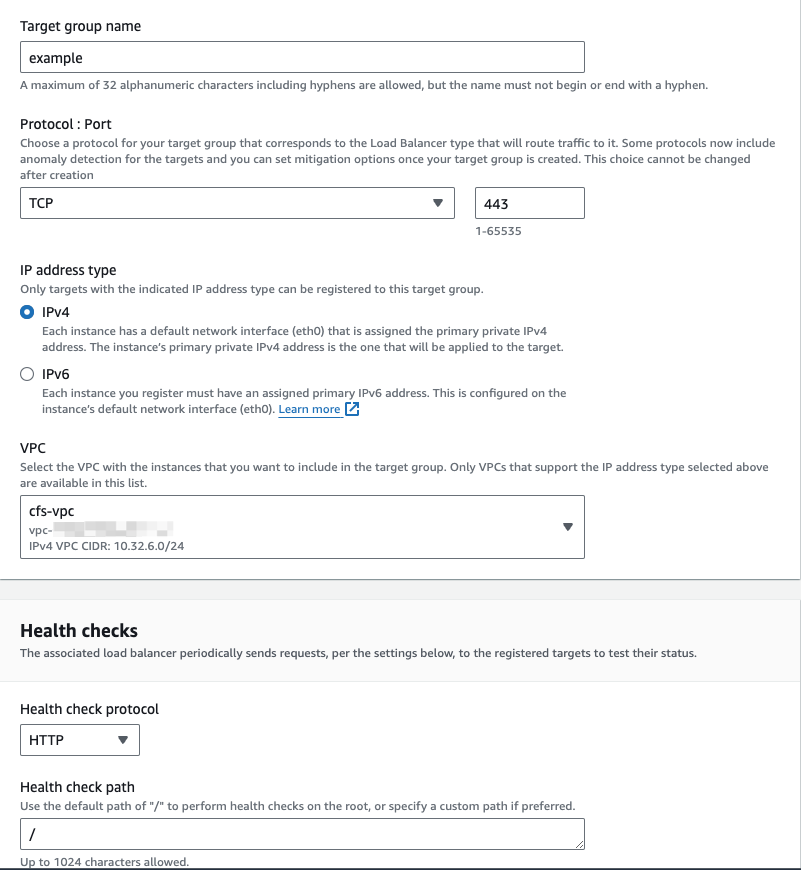 Target group name
example
A maximum of 32 alphanumeric characters including hyphens are allowed, but the name must not begin or end with a hyphen.
Protocol : Port
Choose a protocol for your target group that corresponds to the Load Balancer type that will route traffic to it. Some protocols now include
anomaly detection for the targets and you can set mitigation options once your target group is created. This choice cannot be changed
after creation
TCP
443
1-65535
IP address type
Only targets with the indicated IP address type can be registered to this target group.
IPv4
Each instance has a default network interface (eth0) that is assigned the primary private IPv4
address. The instance's primary private IPv4 address is the one that will be applied to the target.
IPv6
Each instance you register must have an assigned primary IPv6 address. This is configured on the
instance's default network interface (eth0). Learn more
VPC
Select the VPC with the instances that you want to include in the target group. Only VPCs that support the IP address type selected above
are available in this list.
cfs-vpc
vpc-
IPv4 VPC CIDR: 10.32.6.0/24
Health checks
The associated load balancer periodically sends requests, per the settings below, to the registered targets to test their status.
Health check protocol
HTTP
Health check path
Use the default path of "/" to perform health checks on the root, or specify a custom path if preferred.
/
Up to 1024 characters allowed.